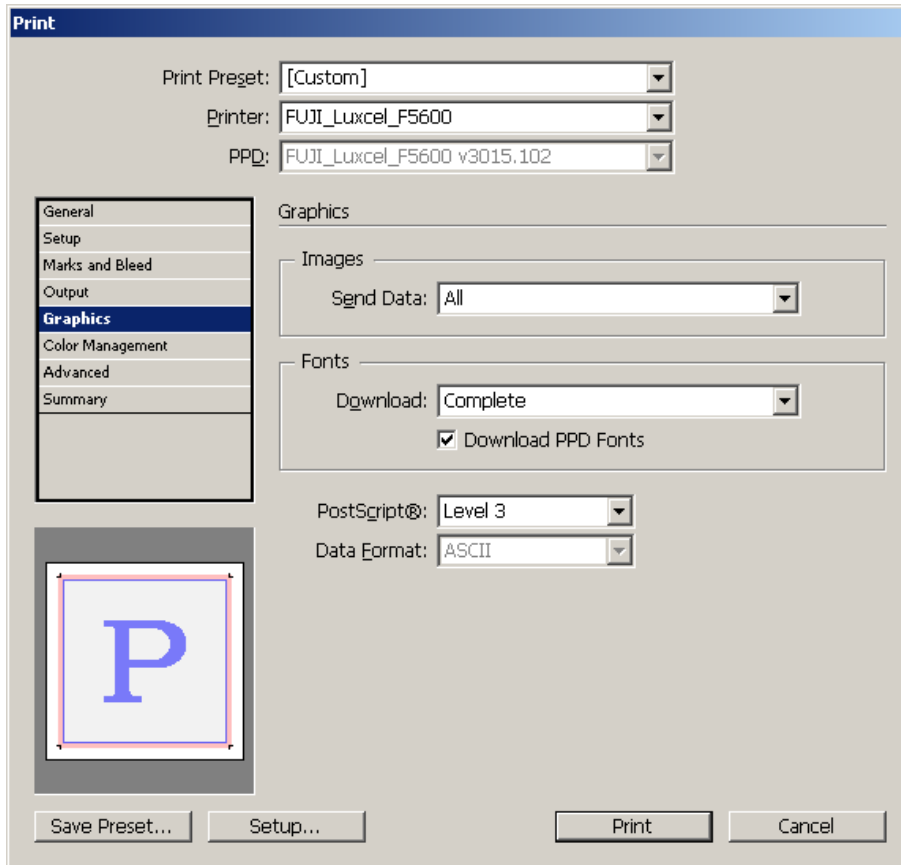 Print
Print Preset: [Custom]
Printer: FUJI_Luxcel_F5600
PPD: FUJI_Luxcel_F5600 v3015.102
General
Setup
Marks and Bleed
Output
Graphics
Color Management
Advanced
Summary
Graphics
Images
Send Data: All
Fonts
Download: Complete
Download PPD Fonts
PostScript®: Level 3
Data Format: ASCII
P
Save Preset...
Setup...
Print
Cancel